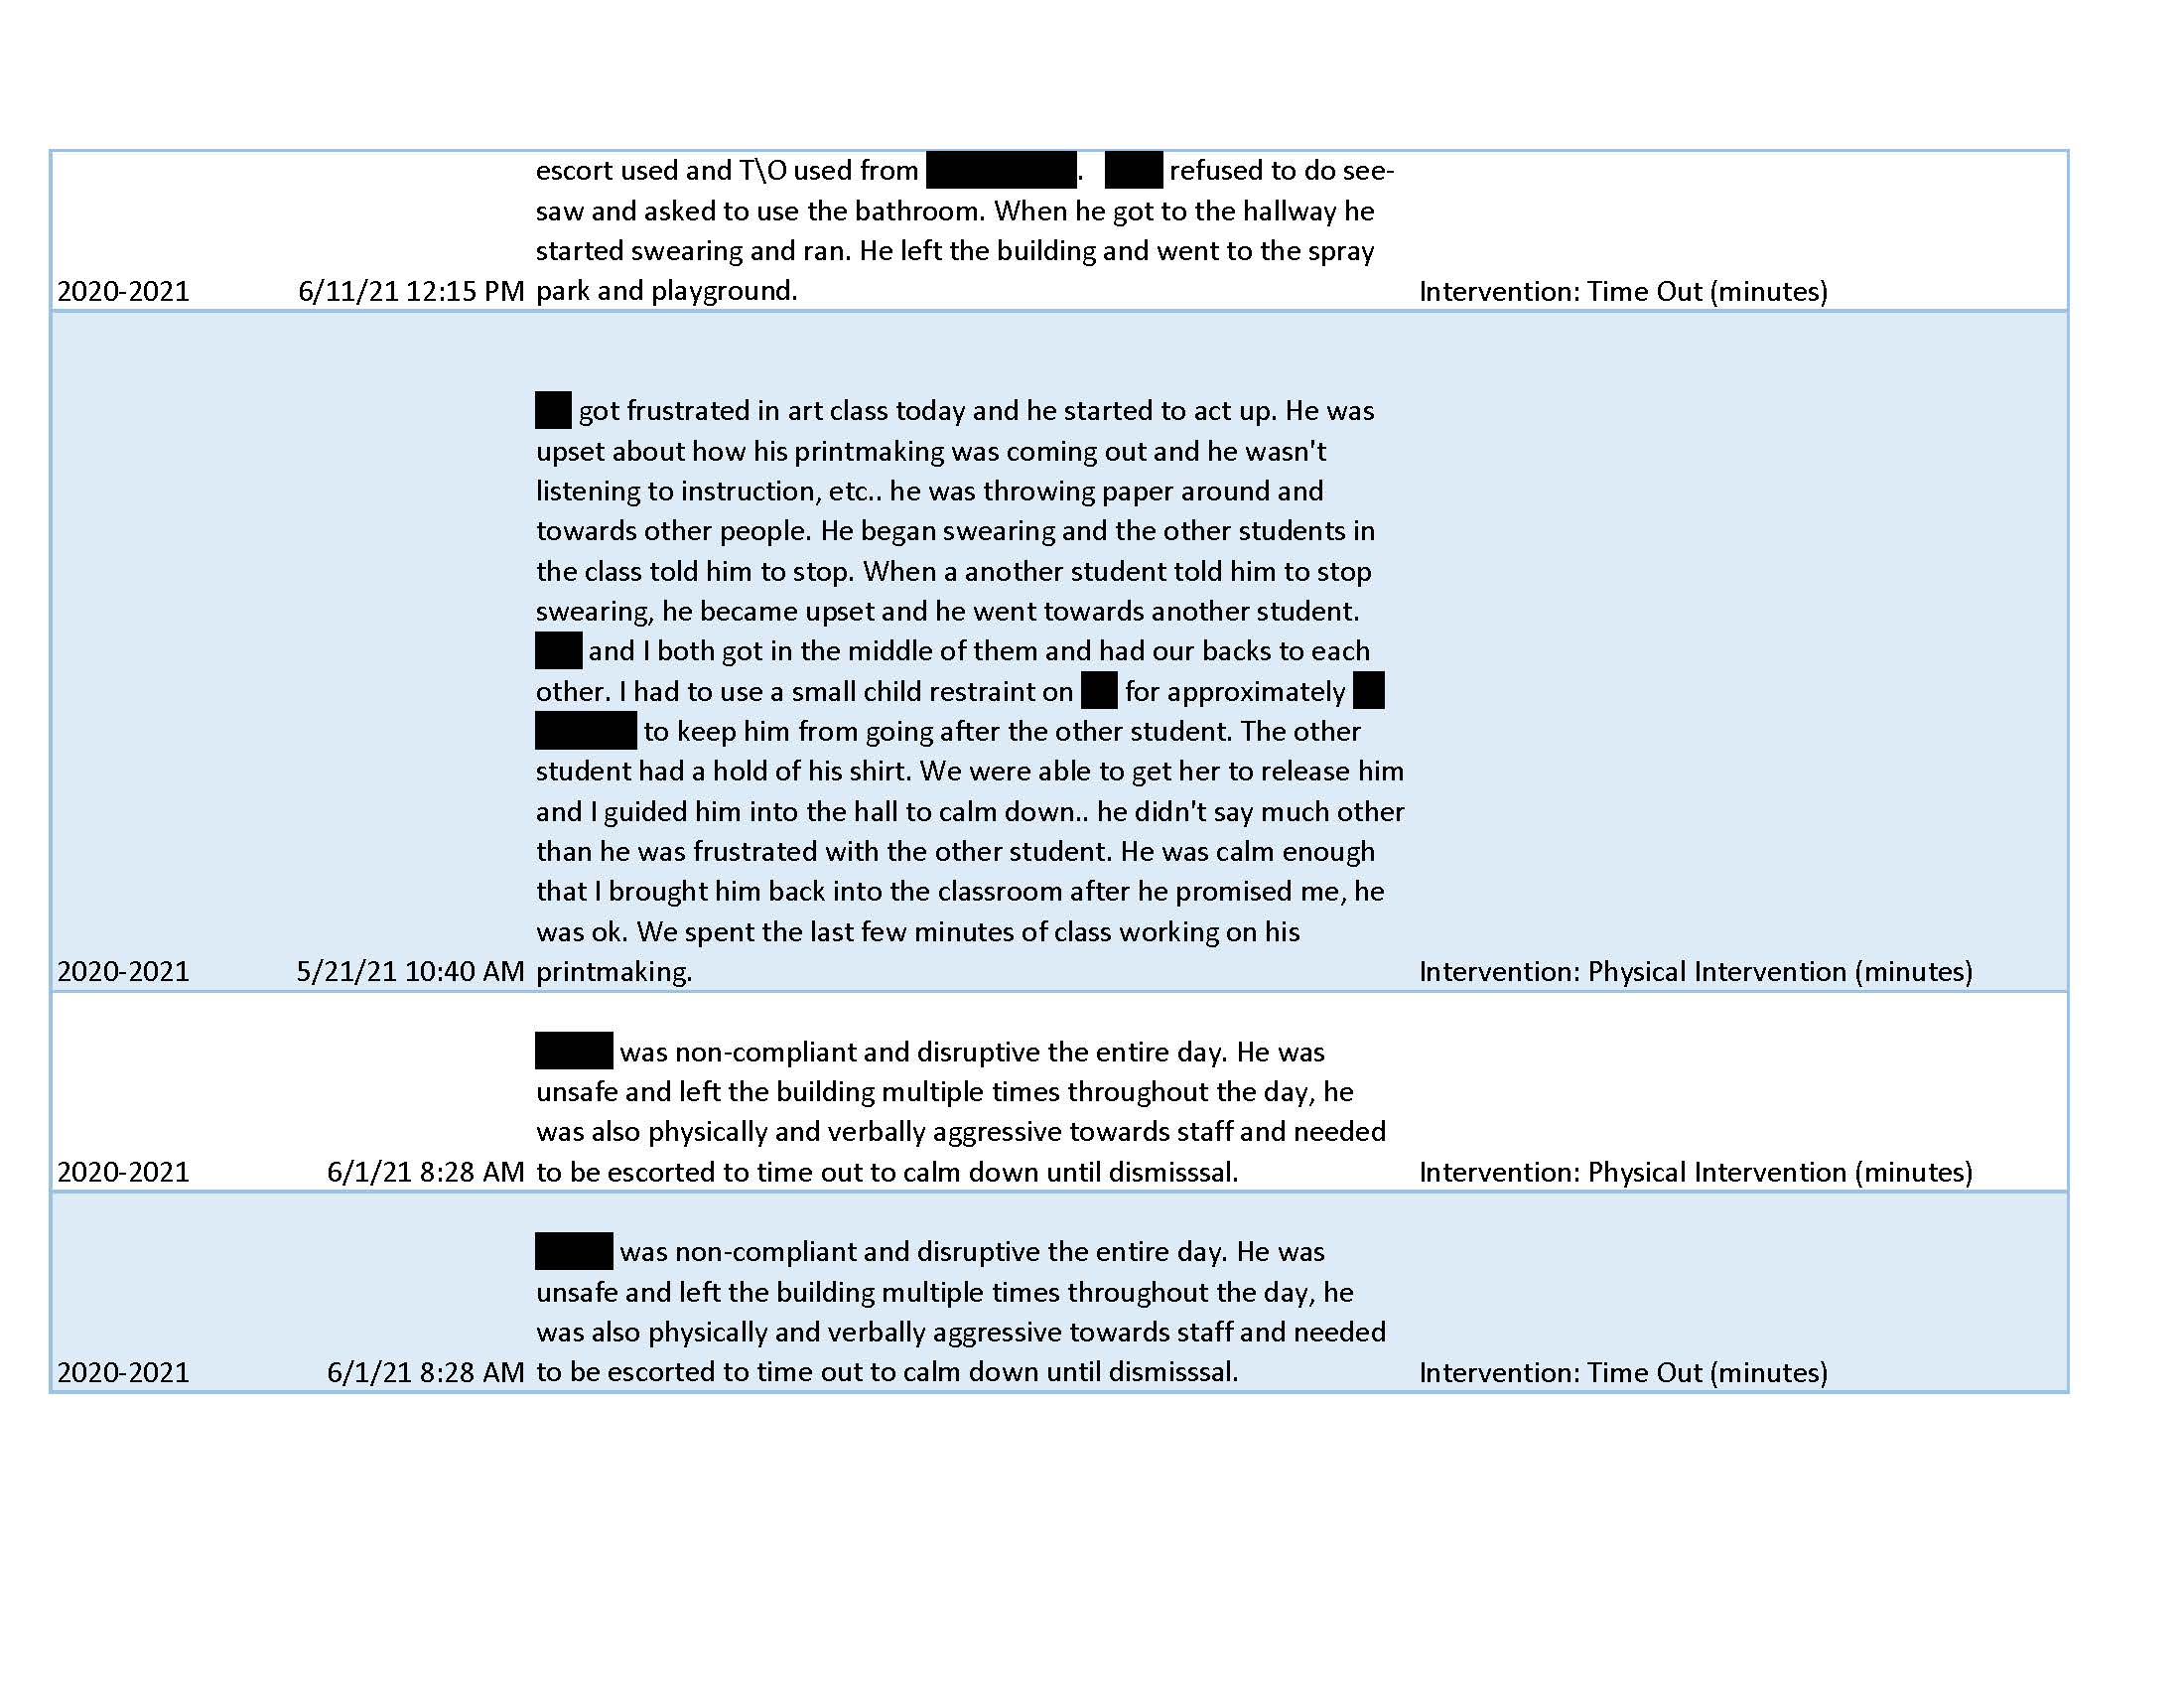 escort used and T\O used from . refused to do see-
saw and asked to use the bathroom. When he got to the hallway he
started swearing and ran. He left the building and went to the spray
2020-2021 6/11/21 12:15 PM park and playground. Intervention: Time Out (minutes)
got frustrated in art class today and he started to act up. He was
upset about how his printmaking was coming out and he wasn't
listening to instruction, etc.. he was throwing paper around and
towards other people. He began swearing and the other students in
the class told him to stop. When a another student told him to stop
swearing, he became upset and he went towards another student.
and I both got in the middle of them and had our backs to each
other. I had to use a small child restraint on for approximately
to keep him from going after the other student. The other
student had a hold of his shirt. We were able to get her to release him
and I guided him into the hall to calm down.. he didn't say much other
than he was frustrated with the other student. He was calm enough
that I brought him back into the classroom after he promised me, he
was ok. We spent the last few minutes of class working on his
2020-2021 5/21/21 10:40 AM printmaking. Intervention: Physical Intervention (minutes)
was non-compliant and disruptive the entire day. He was
unsafe and left the building multiple times throughout the day, he
was also physically and verbally aggressive towards staff and needed
2020-2021 6/1/21 8:28 AM to be escorted to time out to calm down until dismisssal. Intervention: Physical Intervention (minutes)
was non-compliant and disruptive the entire day. He was
unsafe and left the building multiple times throughout the day, he
was also physically and verbally aggressive towards staff and needed
2020-2021 6/1/21 8:28 AM to be escorted to time out to calm down until dismisssal. Intervention: Time Out (minutes)